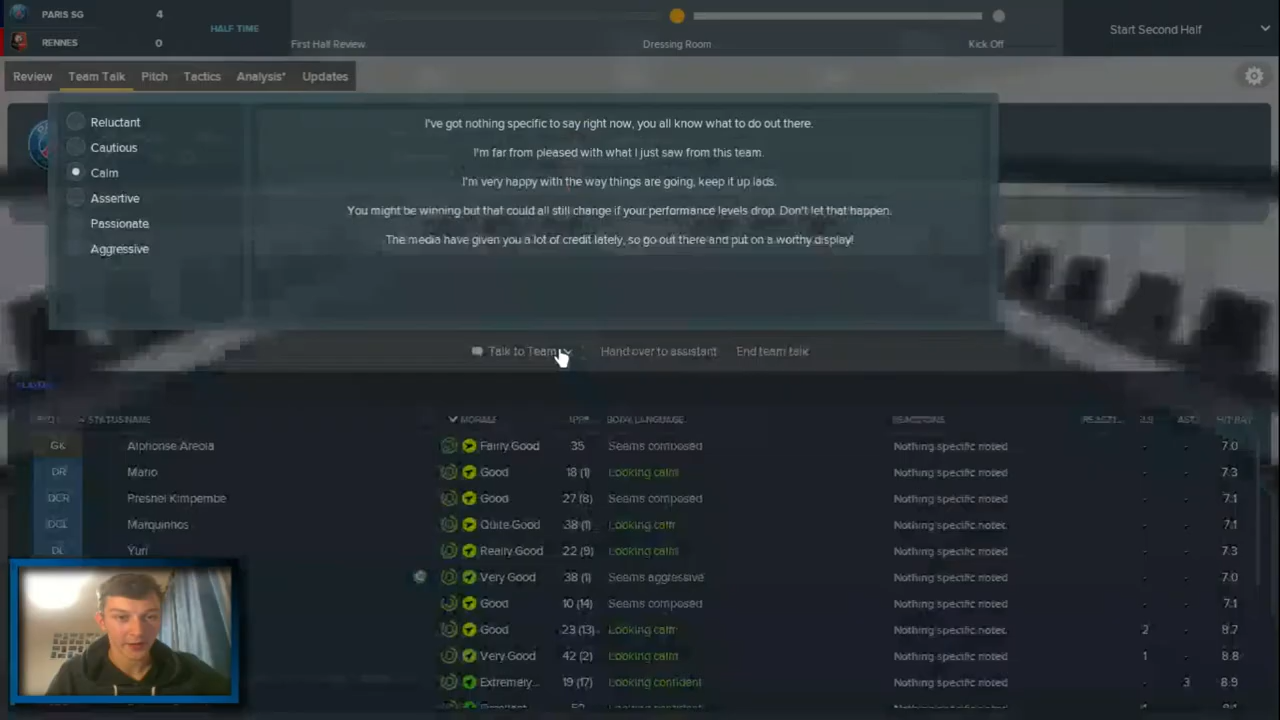 PARIS SG 4
RENNES 0
HALF TIME
First Half Review
Dressing Room
Kick Off
Start Second Half
Review Team Talk Pitch Tactics Analysis* Updates
Reluctant
Cautious
Calm
Assertive
Passionate
Aggressive
I've got nothing specific to say right now, you all know what to do out there.
I'm far from pleased with what I just saw from this team.
I'm very happy with the way things are going, keep it up lads.
You might be winning but that could all still change if your performance levels drop. Don't let that happen.
The media have given you a lot of credit lately, so go out there and put on a worthy display!
Talk to Team Hand over to assistant End team talk
STATUS NAME MORALE BODY LANGUAGE REACTIONS
GK Alphonse Areola Fairly Good 35 Seems composed Nothing specific noted - - 7.0
DR Mario Good 18 (1) Looking calm Nothing specific noted - - 7.3
DCR Presnel Kimpembe Good 27 (8) Seems composed Nothing specific noted - - 7.1
DCL Marquinhos Quite Good 38 (1) Looking calm Nothing specific noted - - 7.1
DL Yuri Really Good 22 (9) Looking calm Nothing specific noted - - 7.3
Very Good 38 (1) Seems aggressive Nothing specific noted - - 7.0
Good 10 (14) Seems composed Nothing specific noted - - 7.1
Good 23 (13) Looking calm Nothing specific noted 2 - 8.7
Very Good 42 (2) Looking calm Nothing specific noted 1 - 8.8
Extremely... 19 (17) Looking confident Nothing specific noted - 3 8.9